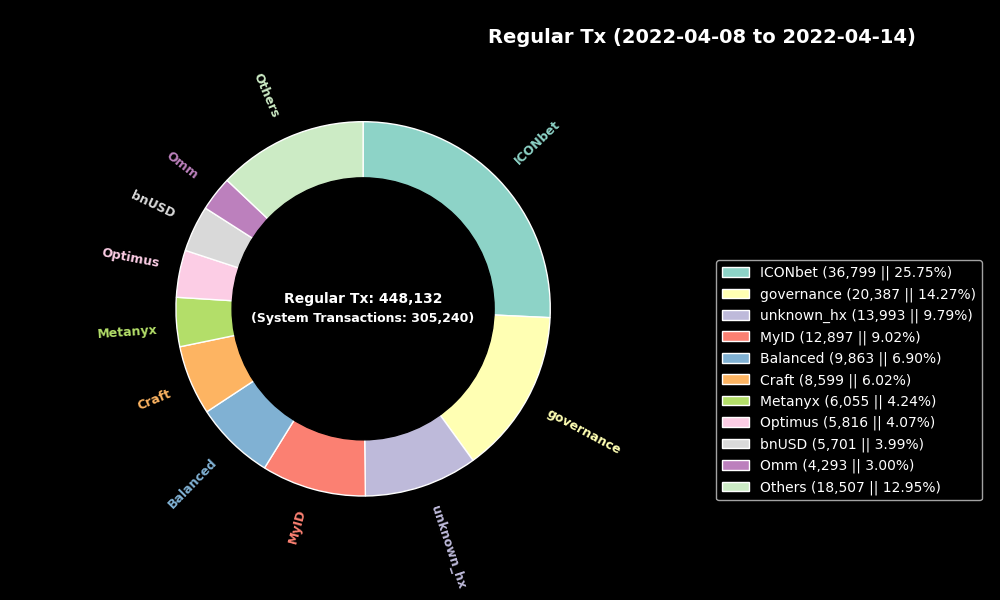 Regular Tx (2022-04-08 to 2022-04-14)
Others
ICONbet
Omm
bnUSD
Optimus
Metanyx
Craft
Balanced
MyID
unknown_hx
governance
Regular Tx: 448,132
(System Transactions: 305,240)
ICONbet (36,799 || 25.75%)
governance (20,387 || 14.27%)
unknown_hx (13,993 || 9.79%)
MyID (12,897 || 9.02%)
Balanced (9,863 || 6.90%)
Craft (8,599 || 6.02%)
Metanyx (6,055 || 4.24%)
Optimus (5,816 || 4.07%)
bnUSD (5,701 || 3.99%)
Omm (4,293 || 3.00%)
Others (18,507 || 12.95%)